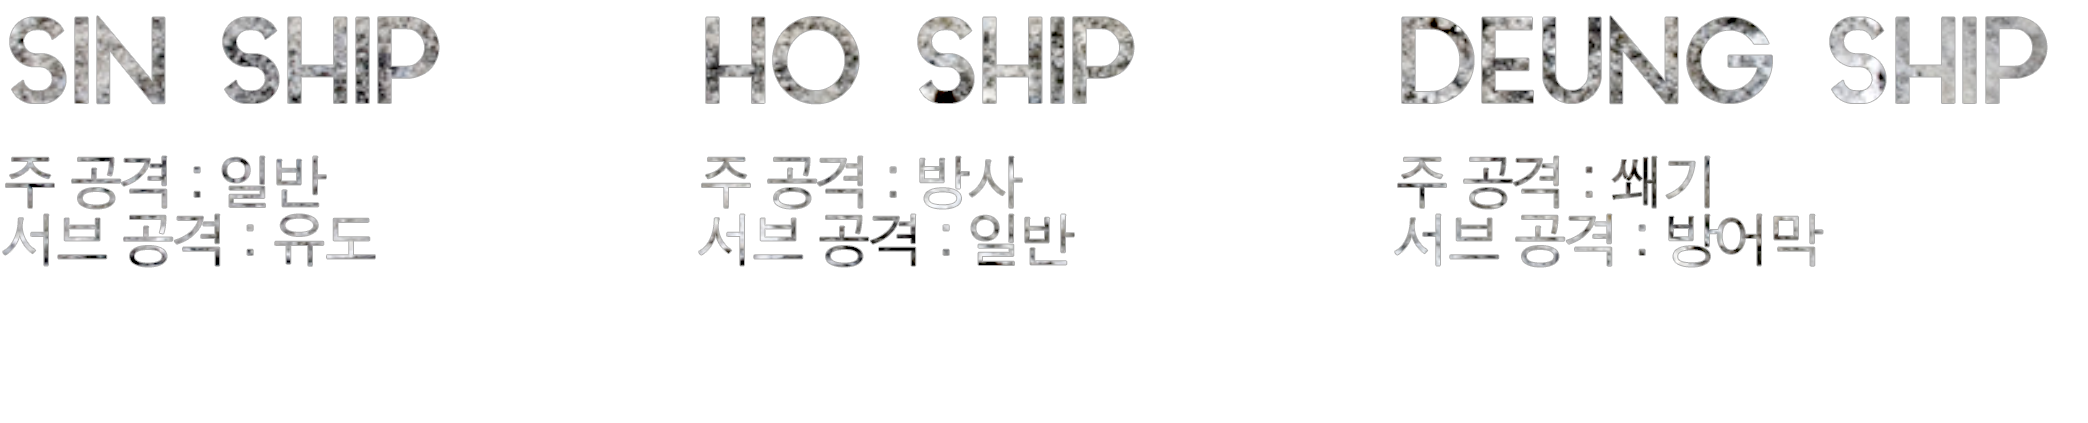 SIN SHIP
주 공격 : 일반
서브 공격 : 유도
HO SHIP
주 공격 : 방사
서브 공격 : 일반
DEUNG SHIP
주 공격 : 쐐기
서브 공격 : 방어막